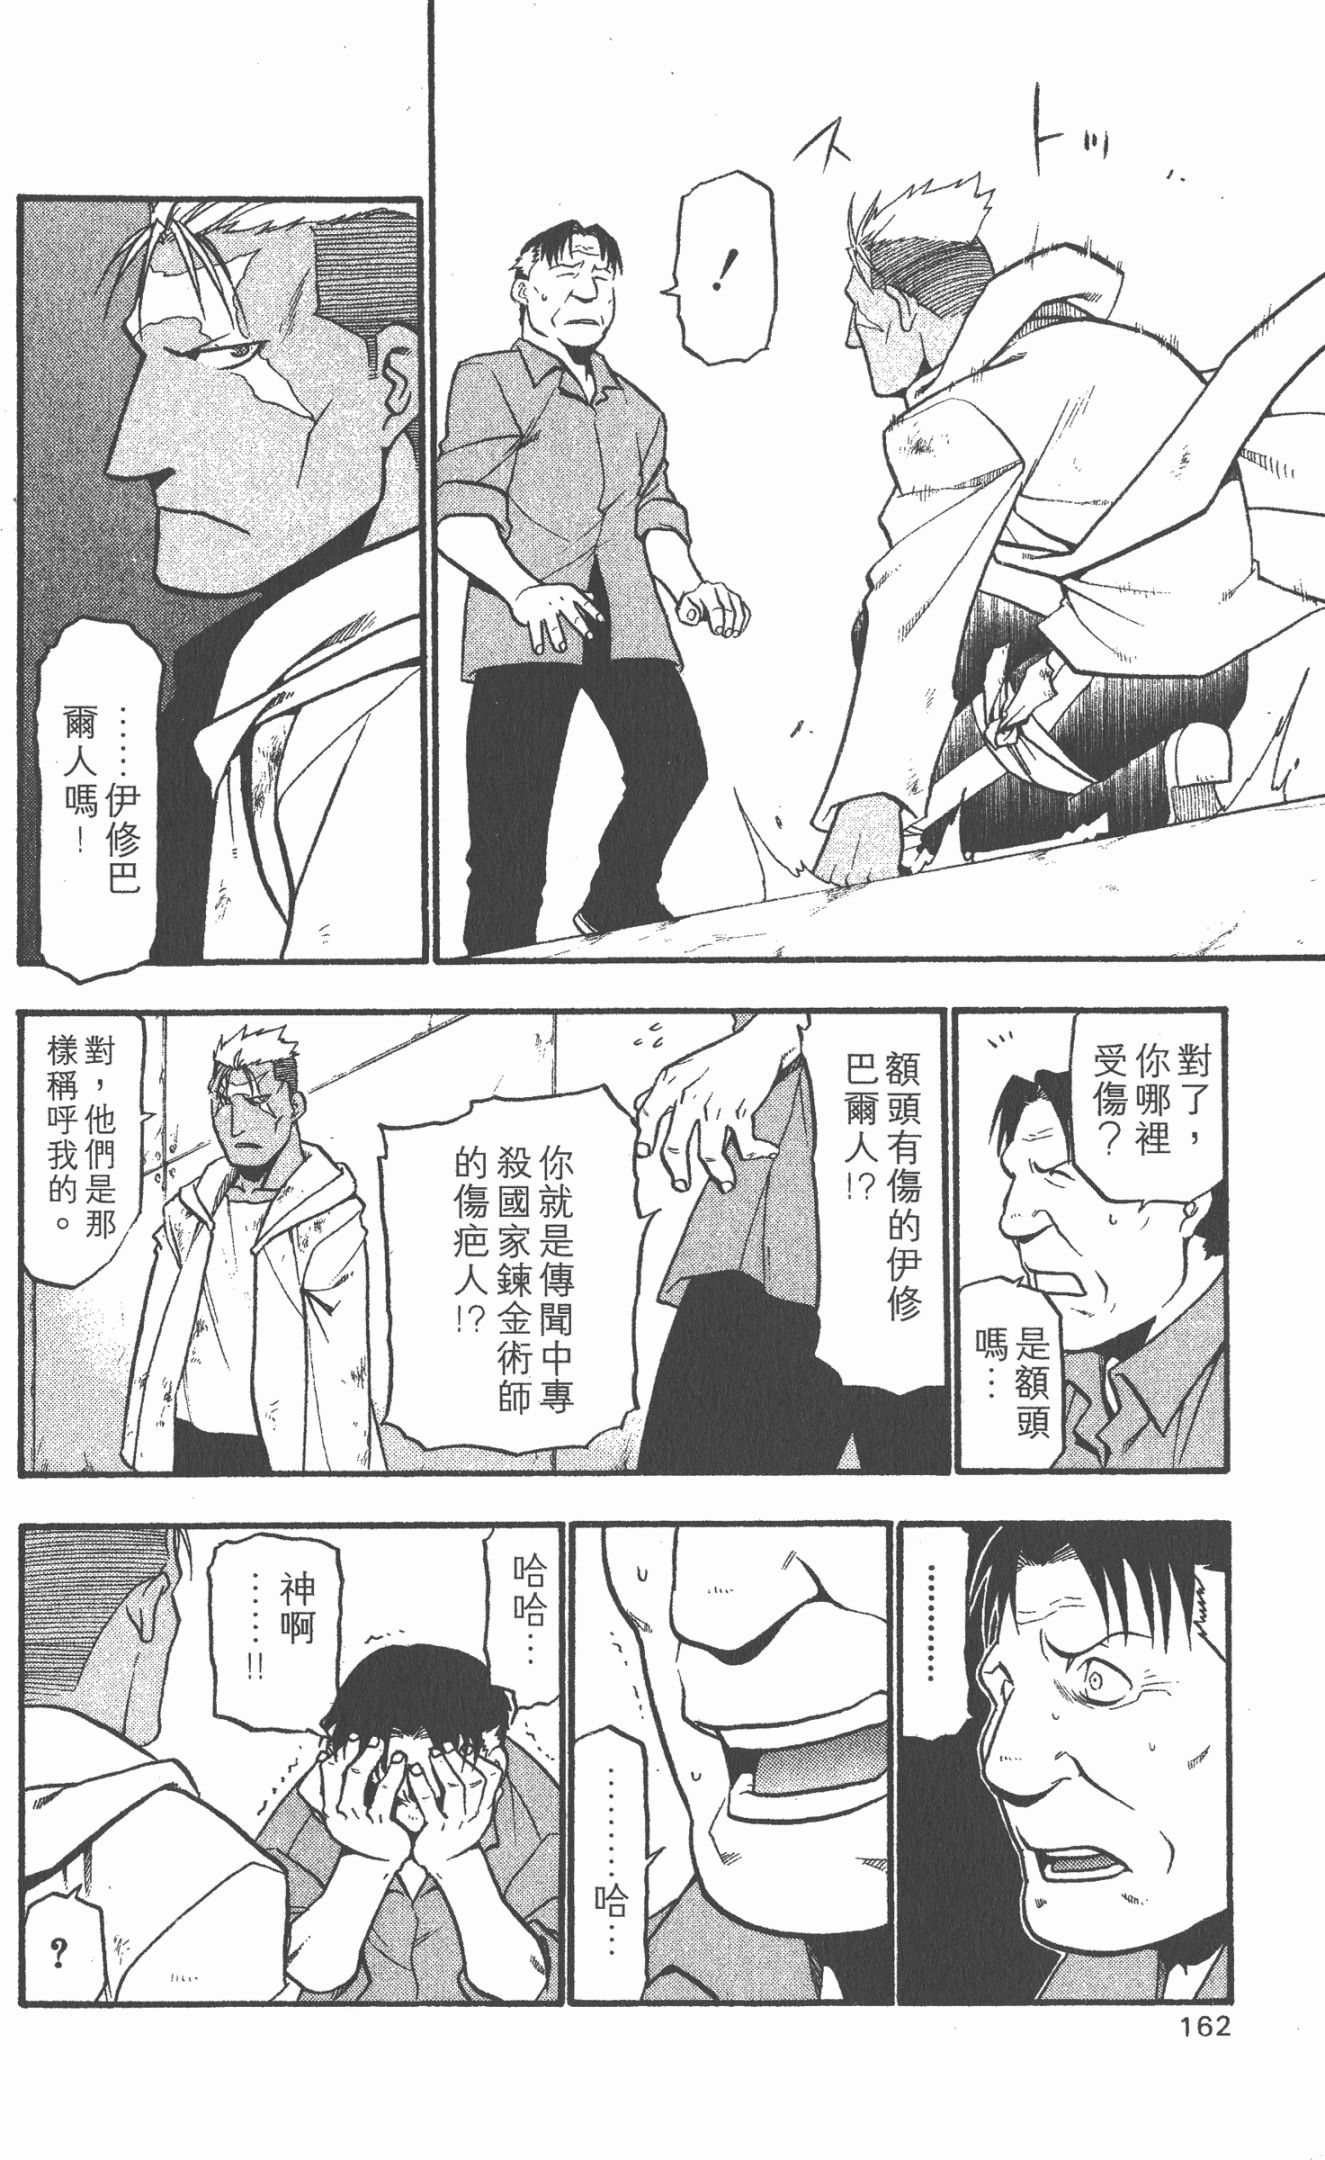 トッ
ス
！
……伊修巴
爾人嗎！
對了，
你哪裡
受傷？
是額頭
嗎…
額頭有傷的伊修
巴爾人!?
你就是傳聞中專
殺國家鍊金術師
的傷疤人!?
對，他們是那
樣稱呼我的。
…………
………哈…
哈哈…
神啊
……!!
？
162